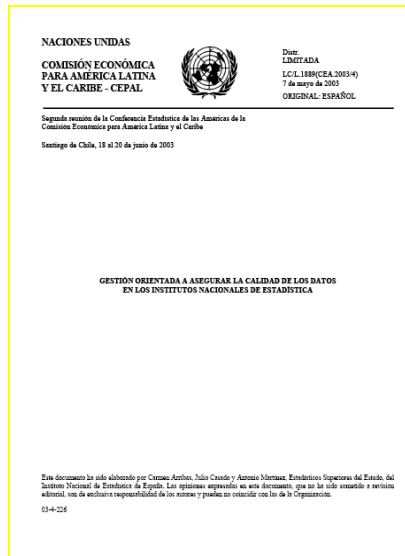 NACIONES UNIDAS
COMISIÓN ECONÓMICA
PARA AMÉRICA LATINA
Y EL CARIBE - CEPAL
Distr.
LIMITADA
LC/L.1889(CEA.2003/4)
7 de mayo de 2003
ORIGINAL: ESPAÑOL
Segunda reunión de la Conferencia Estadística de las Américas de la
Comisión Económica para América Latina y el Caribe
Santiago de Chile, 18 al 20 de junio de 2003
GESTIÓN ORIENTADA A ASEGURAR LA CALIDAD DE LOS DATOS
EN LOS INSTITUTOS NACIONALES DE ESTADÍSTICA
Este documento ha sido elaborado por Carmen Arribas, Julio Casado y Antonio Martínez, Estadísticos Superiores del Estado, del
Instituto Nacional de Estadística de España. Las opiniones expresadas en este documento, que no ha sido sometido a revisión
editorial, son de exclusiva responsabilidad de los autores y pueden no coincidir con las de la Organización.
03-4-226